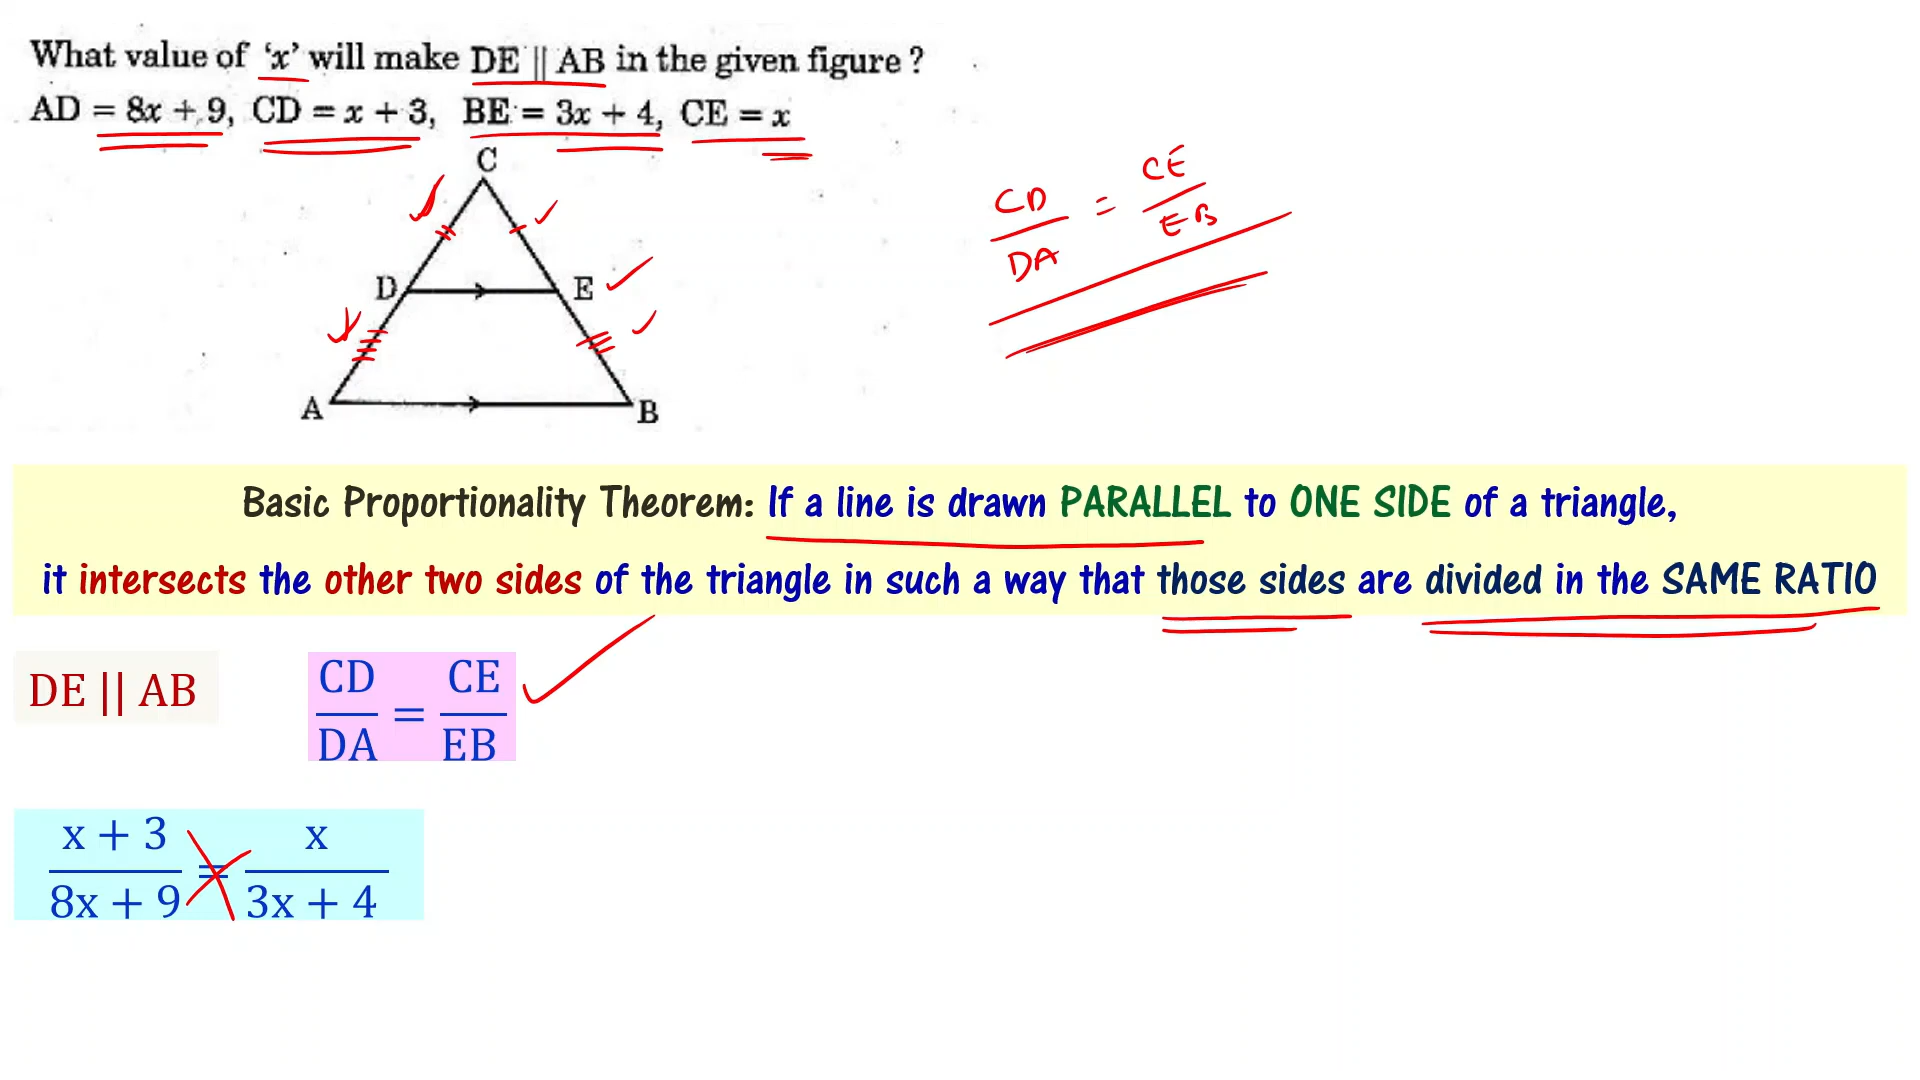 What value of ‘x’ will make DE || AB in the given figure ?
AD = 8x + 9, CD = x + 3, BE = 3x + 4, CE = x
C
D
E
A
B
CD/DA = CE/EB
Basic Proportionality Theorem: If a line is drawn PARALLEL to ONE SIDE of a triangle,
it intersects the other two sides of the triangle in such a way that those sides are divided in the SAME RATIO
DE || AB
CD/DA = CE/EB
x + 3/8x + 9 = x/3x + 4